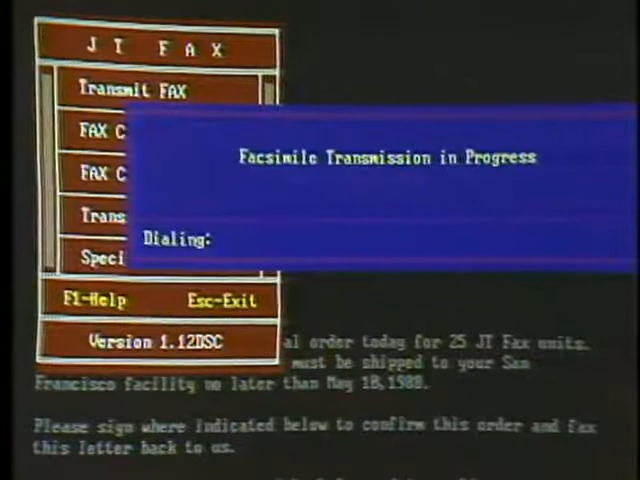 JT FAX
Transmit FAX
FAX C
Facsimile Transmission in Progress
FAX C
Trans
Dialing:
Speci
F1-Help Esc-Exit
Version 1.12DSC
al order today for 25 JT Fax units.
must be shipped to your San
Francisco facility no later than May 18,1988.
Please sign where indicated below to confirm this order and fax
this letter back to us.